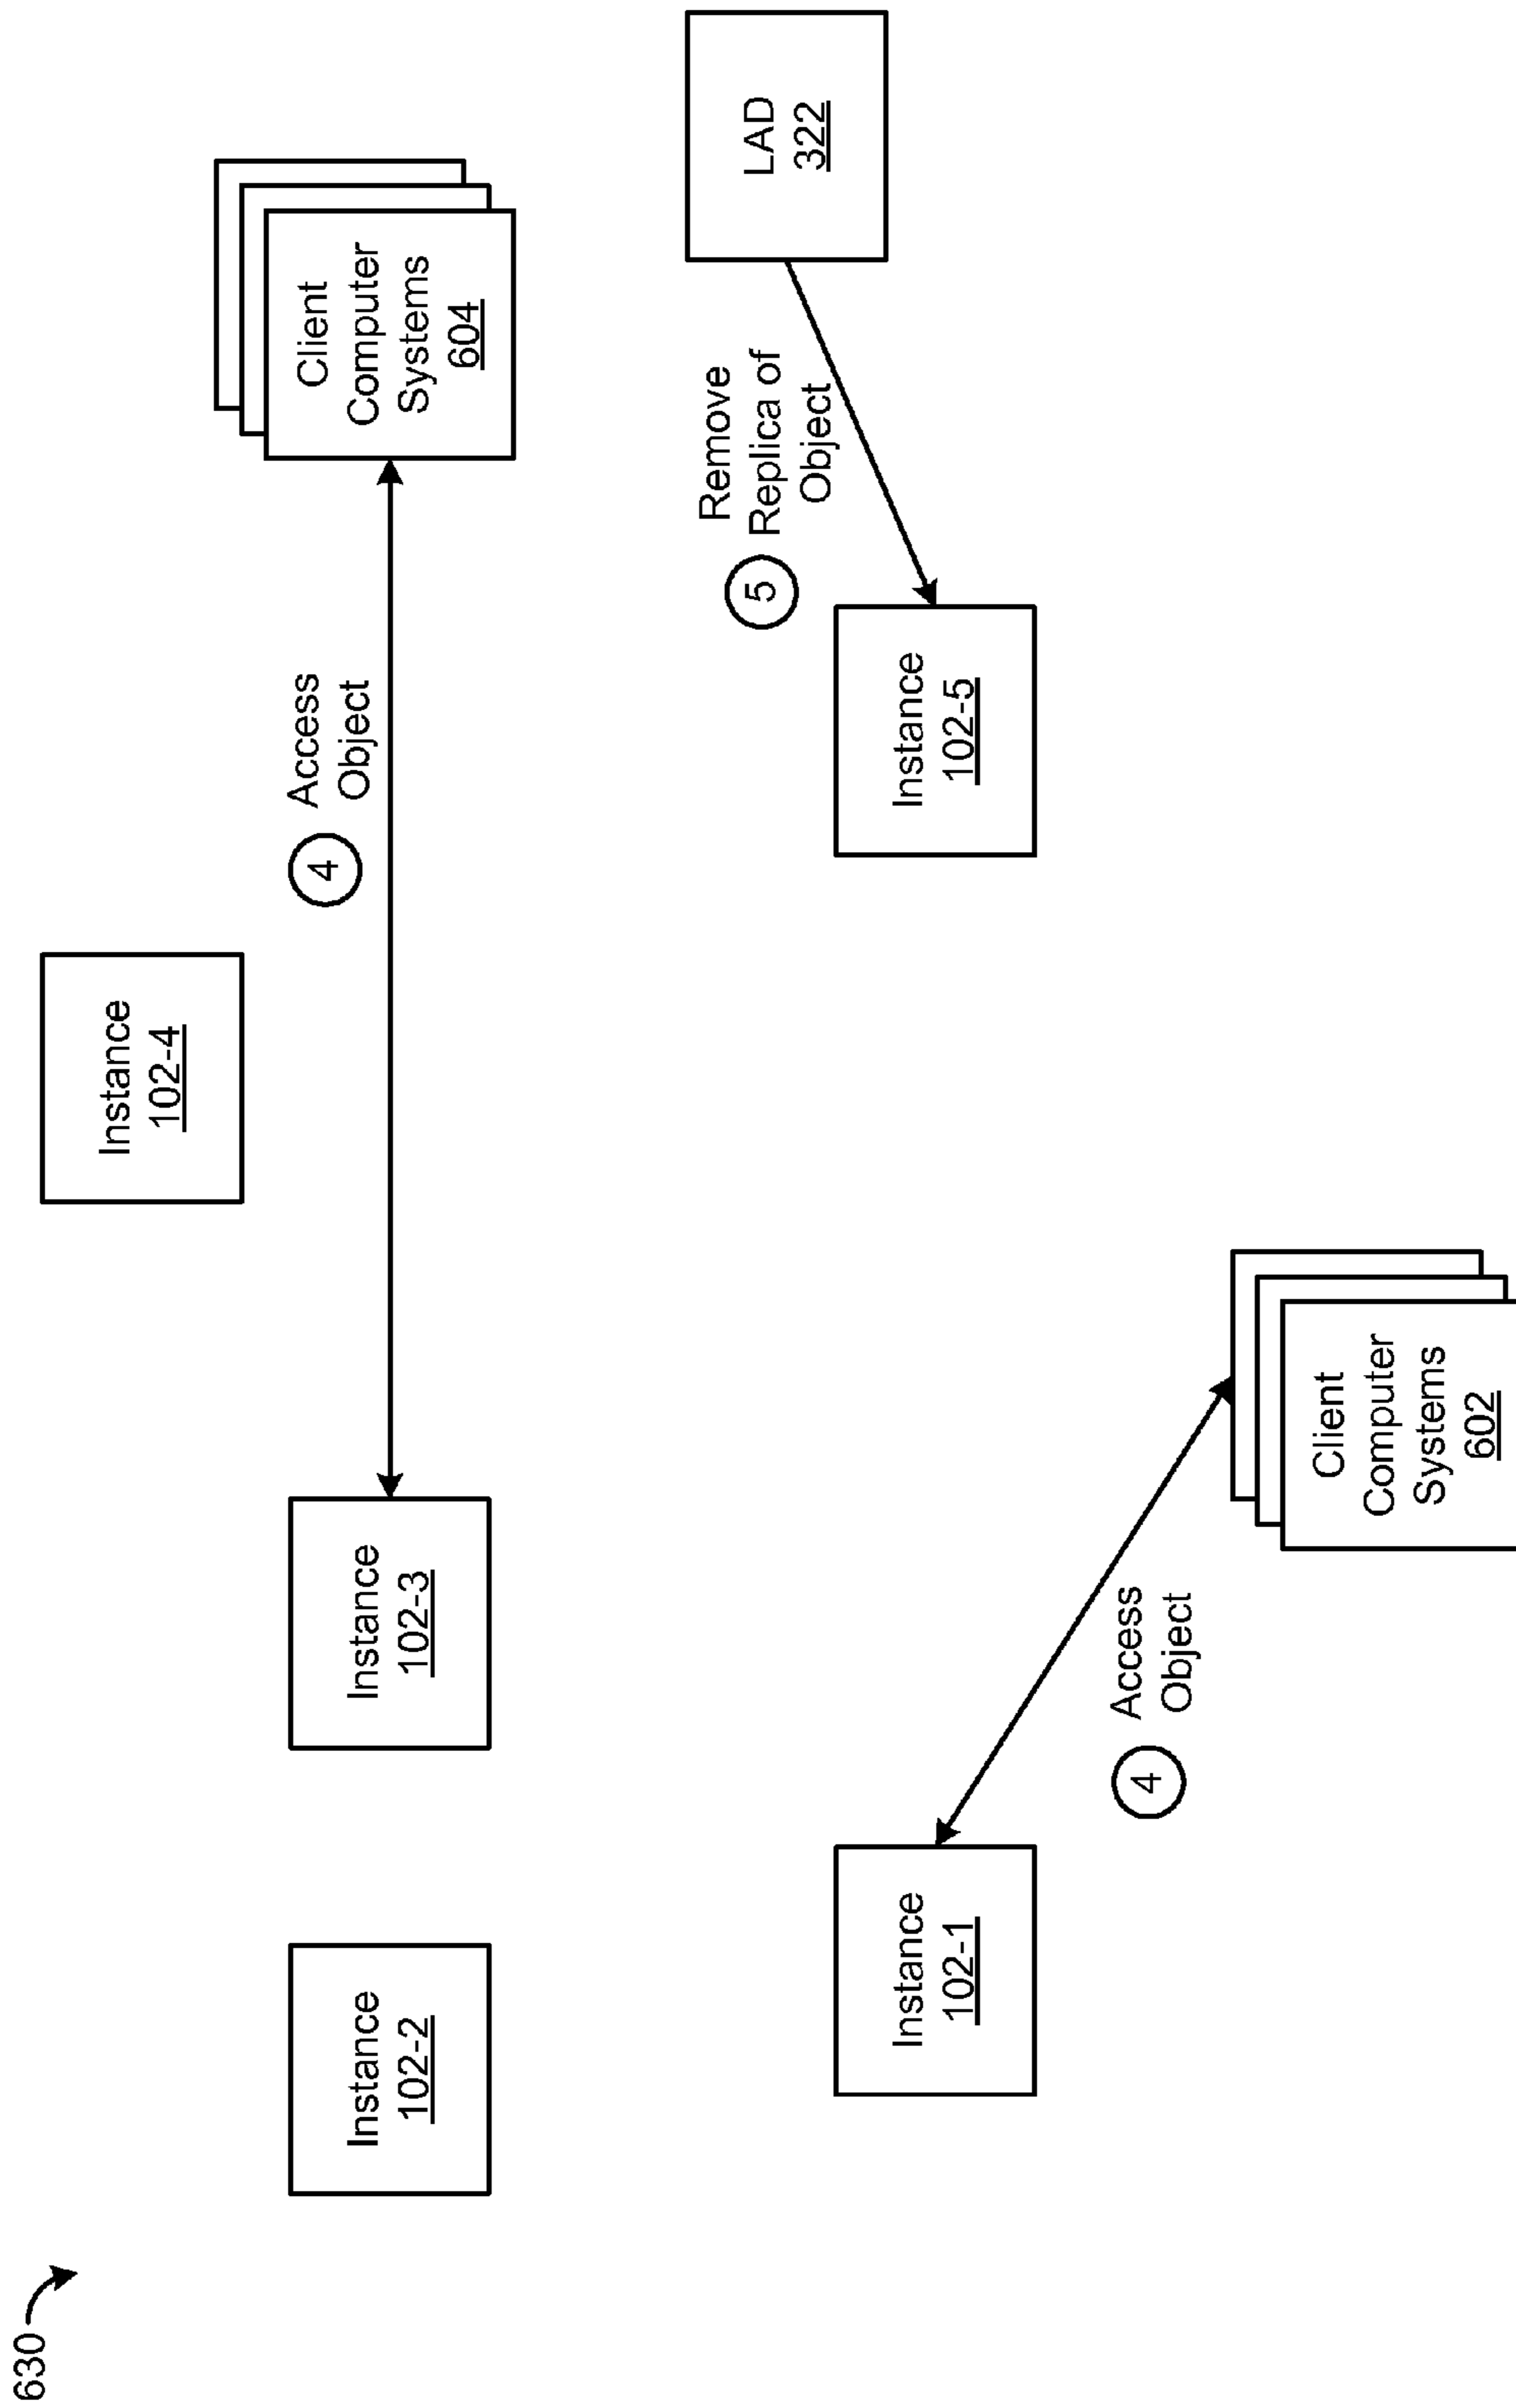 630
Instance
102-4
Instance
102-2
Instance
102-3
4
Access
Object
Client
Computer
Systems
604
5
Remove
Replica of
Object
LAD
322
Instance
102-1
Instance
102-5
4
Access
Object
Client
Computer
Systems
602